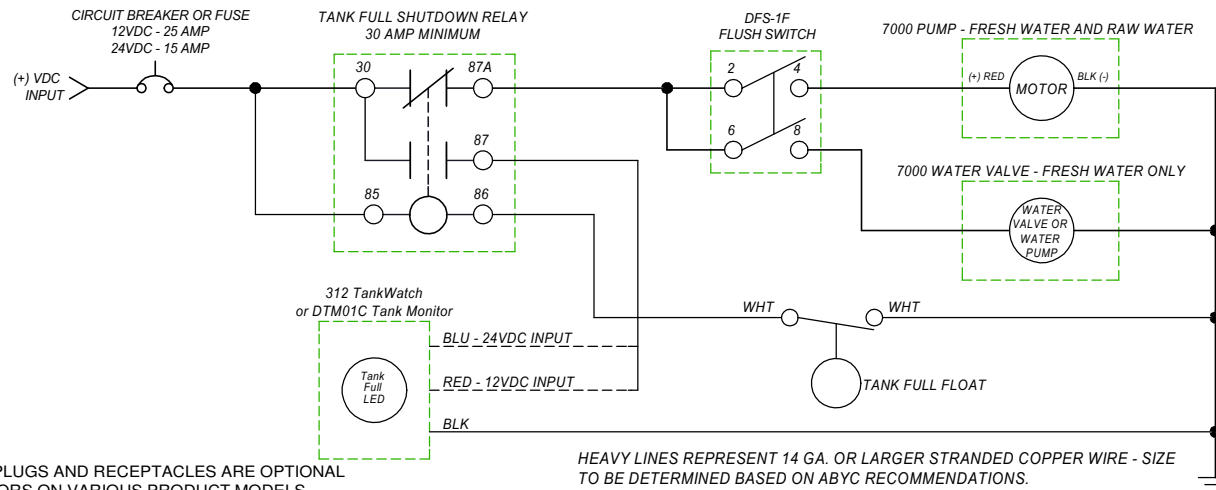 CIRCUIT BREAKER OR FUSE
12VDC - 25 AMP
24VDC - 15 AMP
TANK FULL SHUTDOWN RELAY
30 AMP MINIMUM
DFS-1F
FLUSH SWITCH
7000 PUMP - FRESH WATER AND RAW WATER
(+) VDC
INPUT
30
87A
2
4
(+) RED
MOTOR
BLK (-)
87
6
8
85
86
7000 WATER VALVE - FRESH WATER ONLY
WATER
VALVE OR
WATER
PUMP
312 TankWatch
or DTM01C Tank Monitor
WHT
WHT
BLU - 24VDC INPUT
Tank
Full
LED
RED - 12VDC INPUT
TANK FULL FLOAT
BLK
PLUGS AND RECEPTACLES ARE OPTIONAL
ORS ON VARIOUS PRODUCT MODELS
HEAVY LINES REPRESENT 14 GA. OR LARGER STRANDED COPPER WIRE - SIZE
TO BE DETERMINED BASED ON ABYC RECOMMENDATIONS.